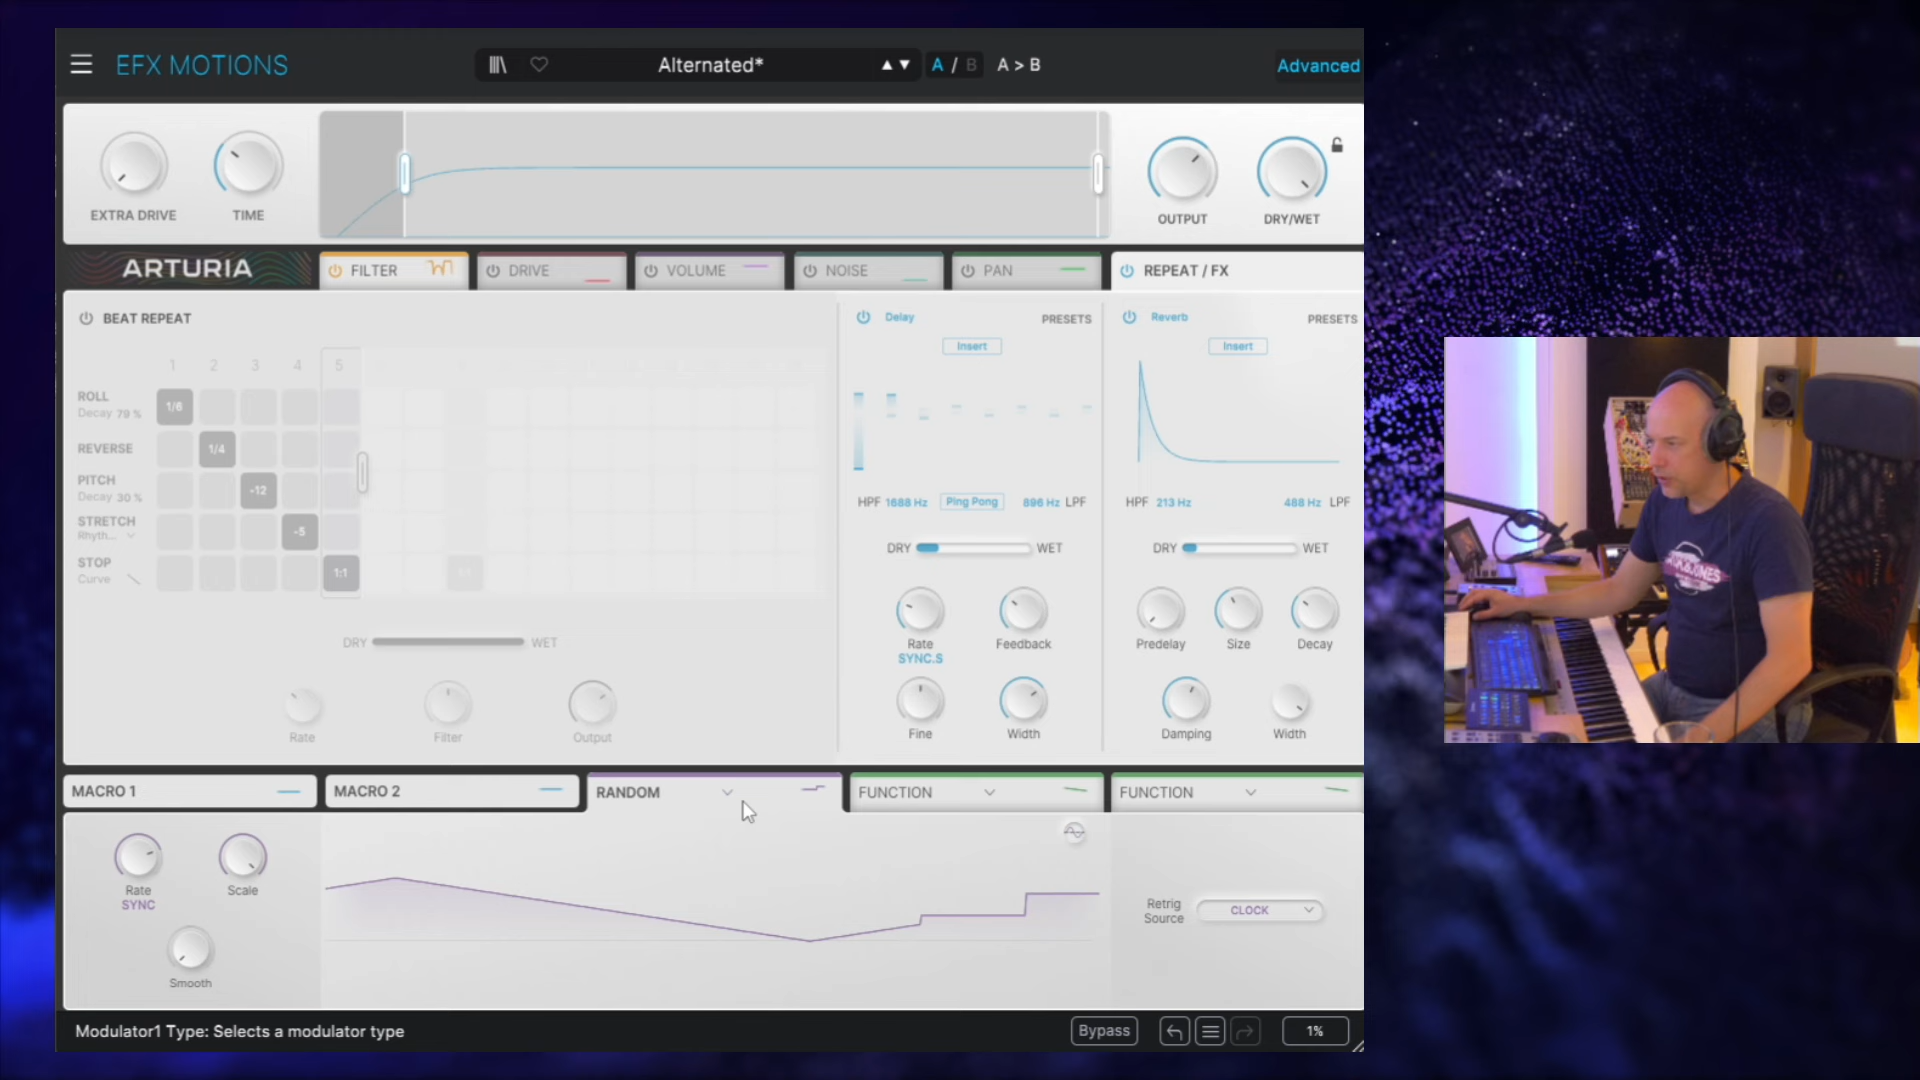 EFX MOTIONS
Alternated*
A / B
A > B
Advanced
EXTRA DRIVE
TIME
OUTPUT
DRY/WET
ARTURIA
FILTER
DRIVE
VOLUME
NOISE
PAN
REPEAT / FX
BEAT REPEAT
Delay
PRESETS
Reverb
PRESETS
Insert
Insert
1 2 3 4 5
ROLL
Decay 79 %
1/6
REVERSE
1/4
PITCH
Decay 30 %
-12
STRETCH
Rhyth...
-5
STOP
Curve
1:1
HPF 1688 Hz
Ping Pong
896 Hz LPF
HPF 213 Hz
488 Hz LPF
DRY WET
DRY WET
DRY WET
Rate
SYNC.S
Feedback
Predelay
Size
Decay
Rate
Filter
Output
Fine
Width
Damping
Width
MACRO 1
MACRO 2
RANDOM
FUNCTION
FUNCTION
Rate
SYNC
Scale
Smooth
Retrig
Source
CLOCK
Modulator1 Type: Selects a modulator type
Bypass
1%